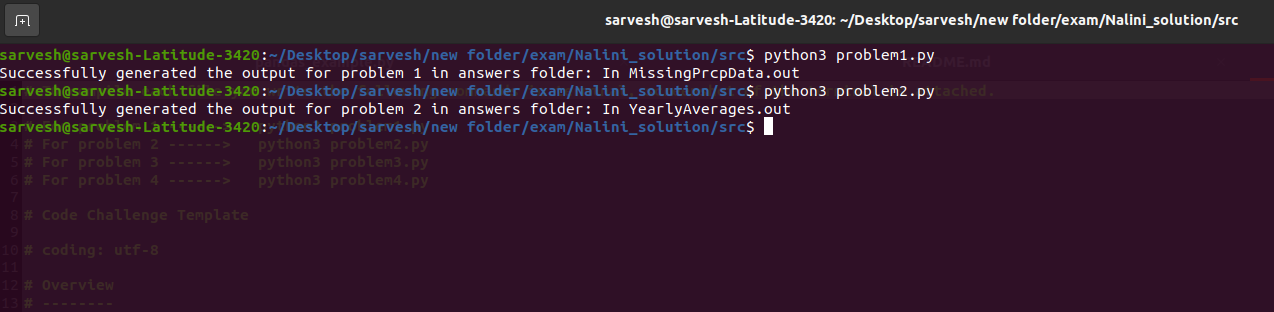 sarvesh@sarvesh-Latitude-3420: ~/Desktop/sarvesh/new folder/exam/Nalini_solution/src
sarvesh@sarvesh-Latitude-3420:~/Desktop/sarvesh/new folder/exam/Nalini_solution/src$ python3 problem1.py
README.md
Successfully generated the output for problem 1 in answers folder: In MissingPrcpData.out
sarvesh@sarvesh-Latitude-3420:~/Desktop/sarvesh/new folder/exam/Nalini_solution/src$ python3 problem2.py
tached.
Successfully generated the output for problem 2 in answers folder: In YearlyAverages.out
sarvesh@sarvesh-Latitude-3420:~/Desktop/sarvesh/new folder/exam/Nalini_solution/src$
4 # For problem 2 ------> python3 problem2.py
5 # For problem 3 ------> python3 problem3.py
6 # For problem 4 ------> python3 problem4.py
7
8 # Code Challenge Template
9
10 # coding: utf-8
11
12 # Overview
13 # --------